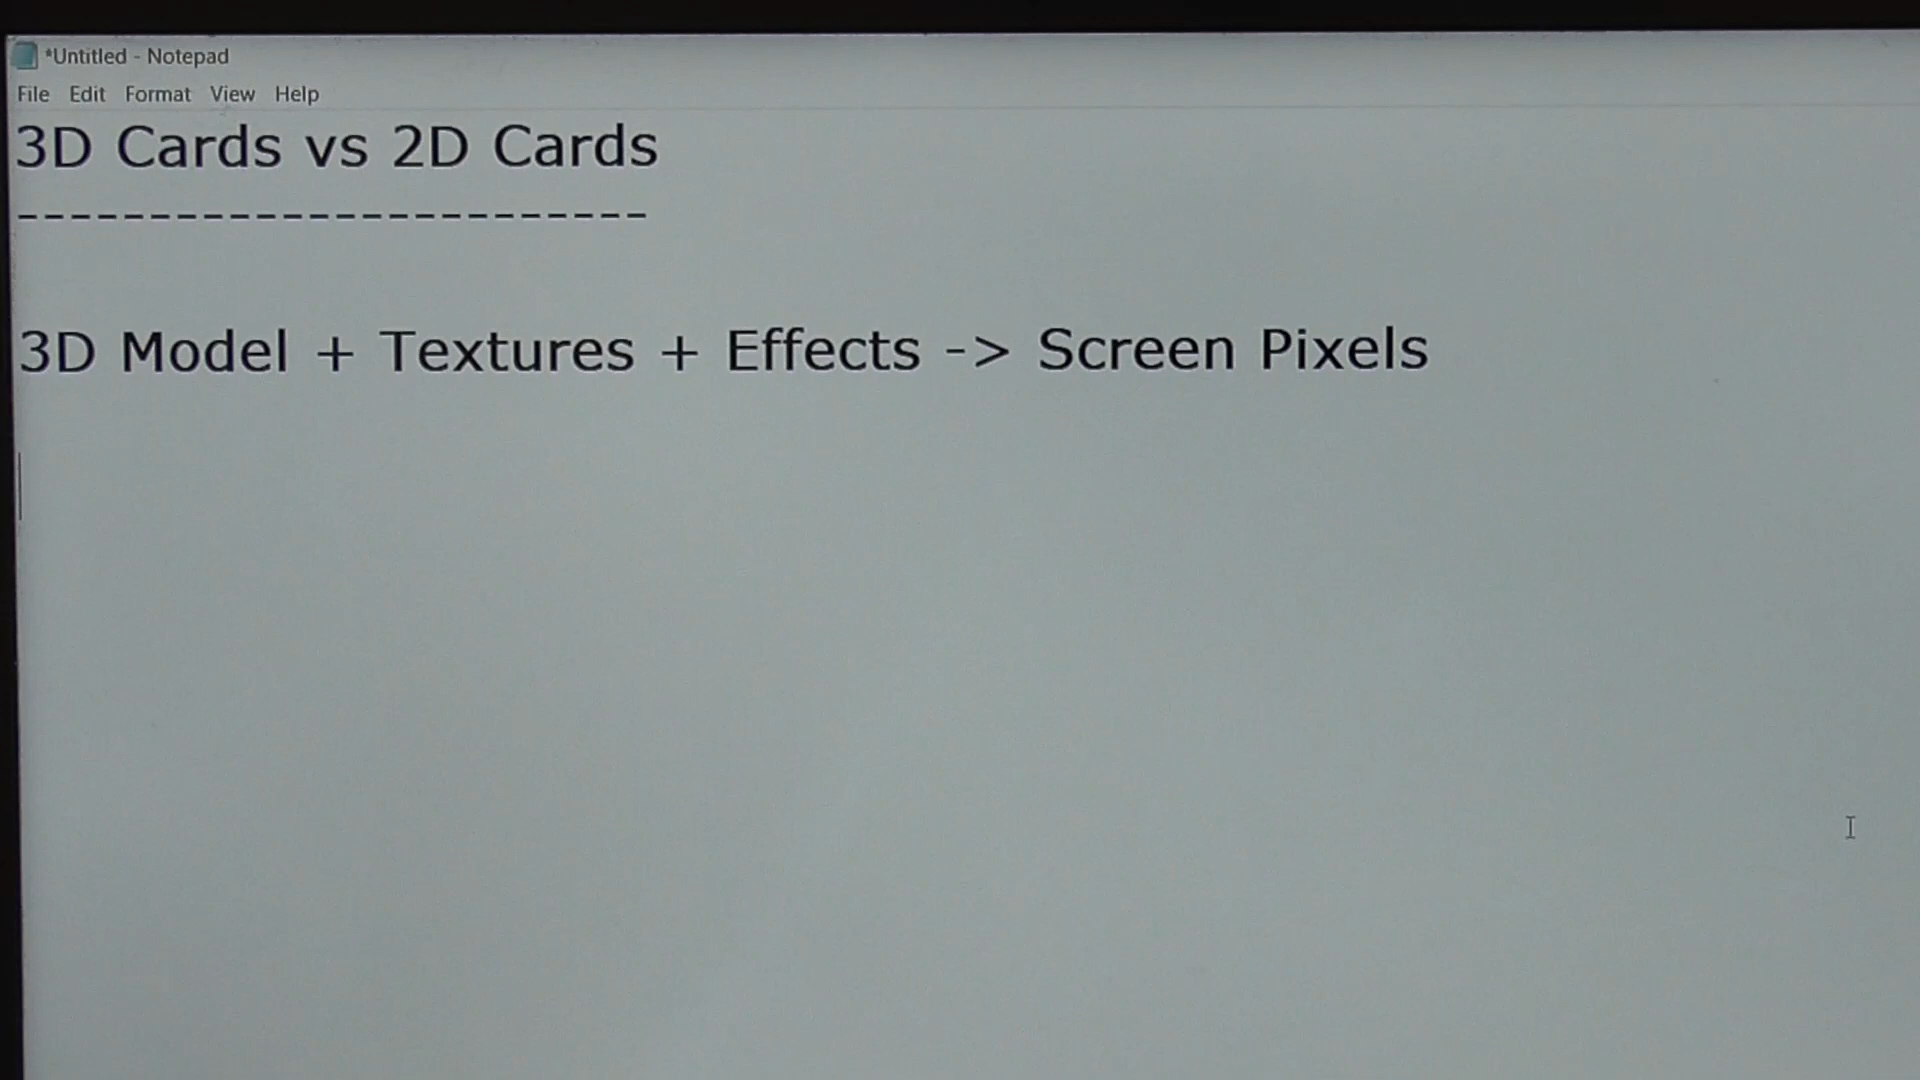 *Untitled - Notepad
File Edit Format View Help
3D Cards vs 2D Cards
------------------------
3D Model + Textures + Effects -> Screen Pixels